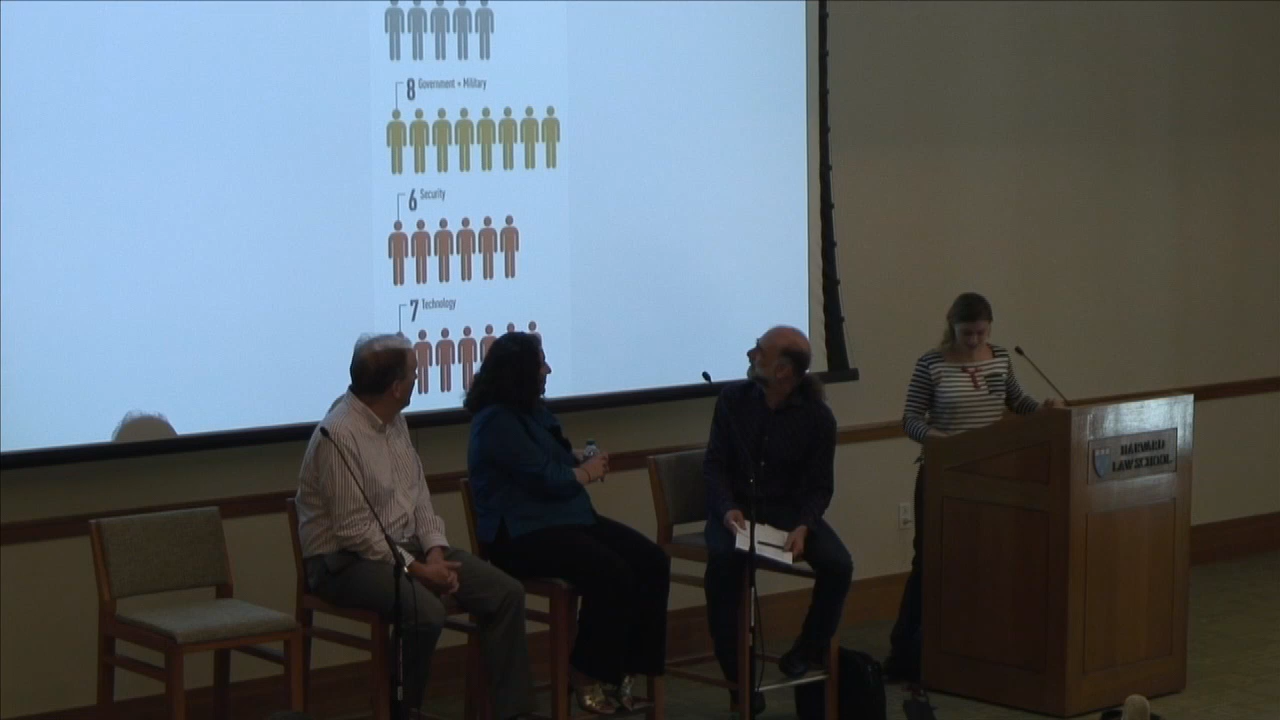 8 Government + Military
6 Security
7 Technology
HARVARD
LAW SCHOOL